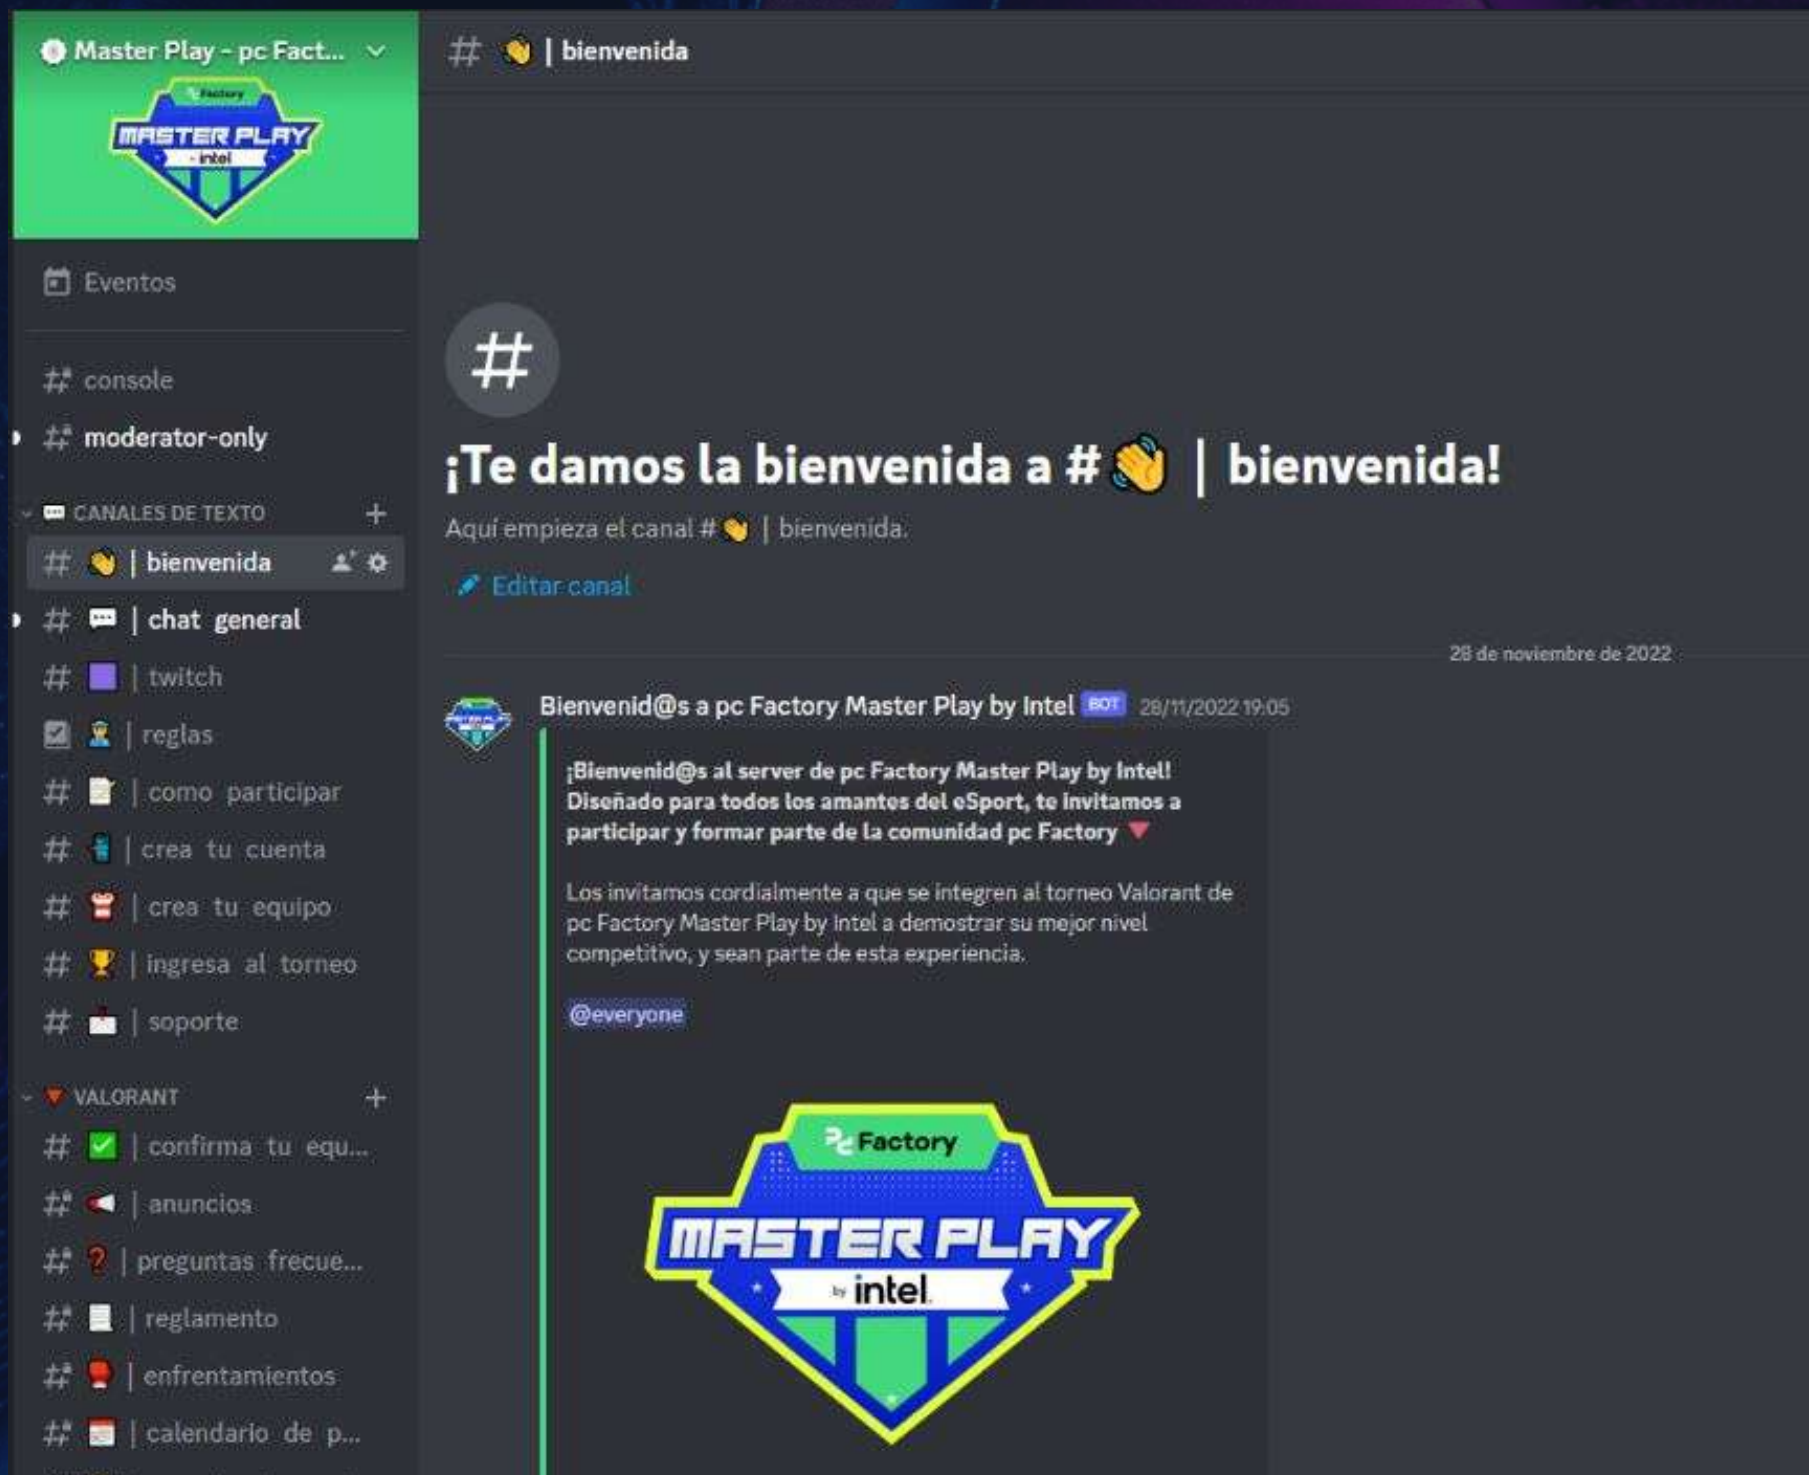 Master Play - pc Fact...
Factory
MASTER PLAY
intel
Eventos
console
moderator-only
CANALES DE TEXTO
👋 | bienvenida
💬 | chat general
🟪 | twitch
| reglas
📝 | como participar
| crea tu cuenta
| crea tu equipo
🏆 | ingresa al torneo
📩 | soporte
VALORANT
✅ | confirma tu equ...
| anuncios
❓ | preguntas frecue...
| reglamento
🥊 | enfrentamientos
📅 | calendario de p...
# 👋 | bienvenida
#
¡Te damos la bienvenida a #👋 | bienvenida!
Aquí empieza el canal #👋 | bienvenida.
Editar canal
28 de noviembre de 2022
Bienvenid@s a pc Factory Master Play by Intel BOT 28/11/2022 19:05
¡Bienvenid@s al server de pc Factory Master Play by Intel!
Diseñado para todos los amantes del eSport, te invitamos a
participar y formar parte de la comunidad pc Factory 🔻
Los invitamos cordialmente a que se integren al torneo Valorant de
pc Factory Master Play by Intel a demostrar su mejor nivel
competitivo, y sean parte de esta experiencia.
@everyone
pc Factory
MASTER PLAY
by intel.